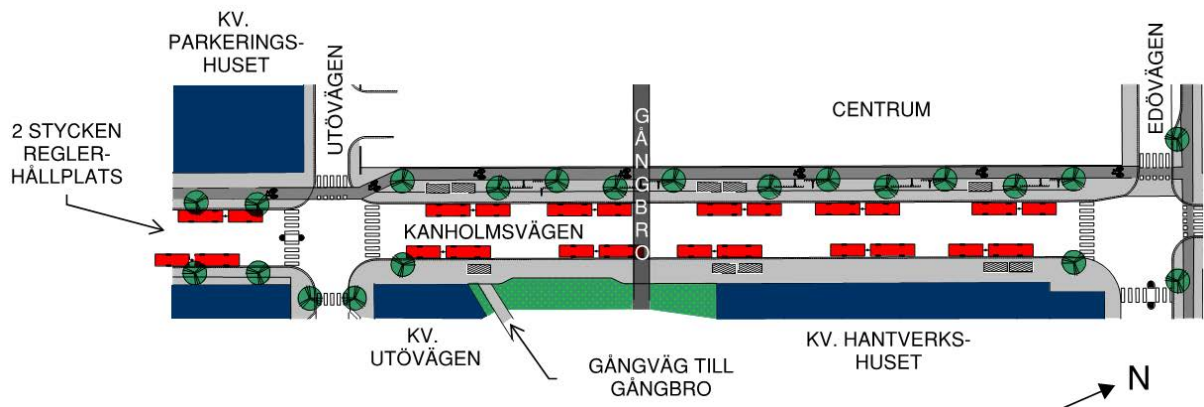 KV.
PARKERINGS-
HUSET
UTÖVÄGEN
2 STYCKEN
REGLER-
HÅLLPLATS
GÅNGBRO
CENTRUM
EDÖVÄGEN
KANHOLMSVÄGEN
KV.
UTÖVÄGEN
GÅNGVÄG TILL
GÅNGBRO
KV. HANTVERKS-
HUSET
N